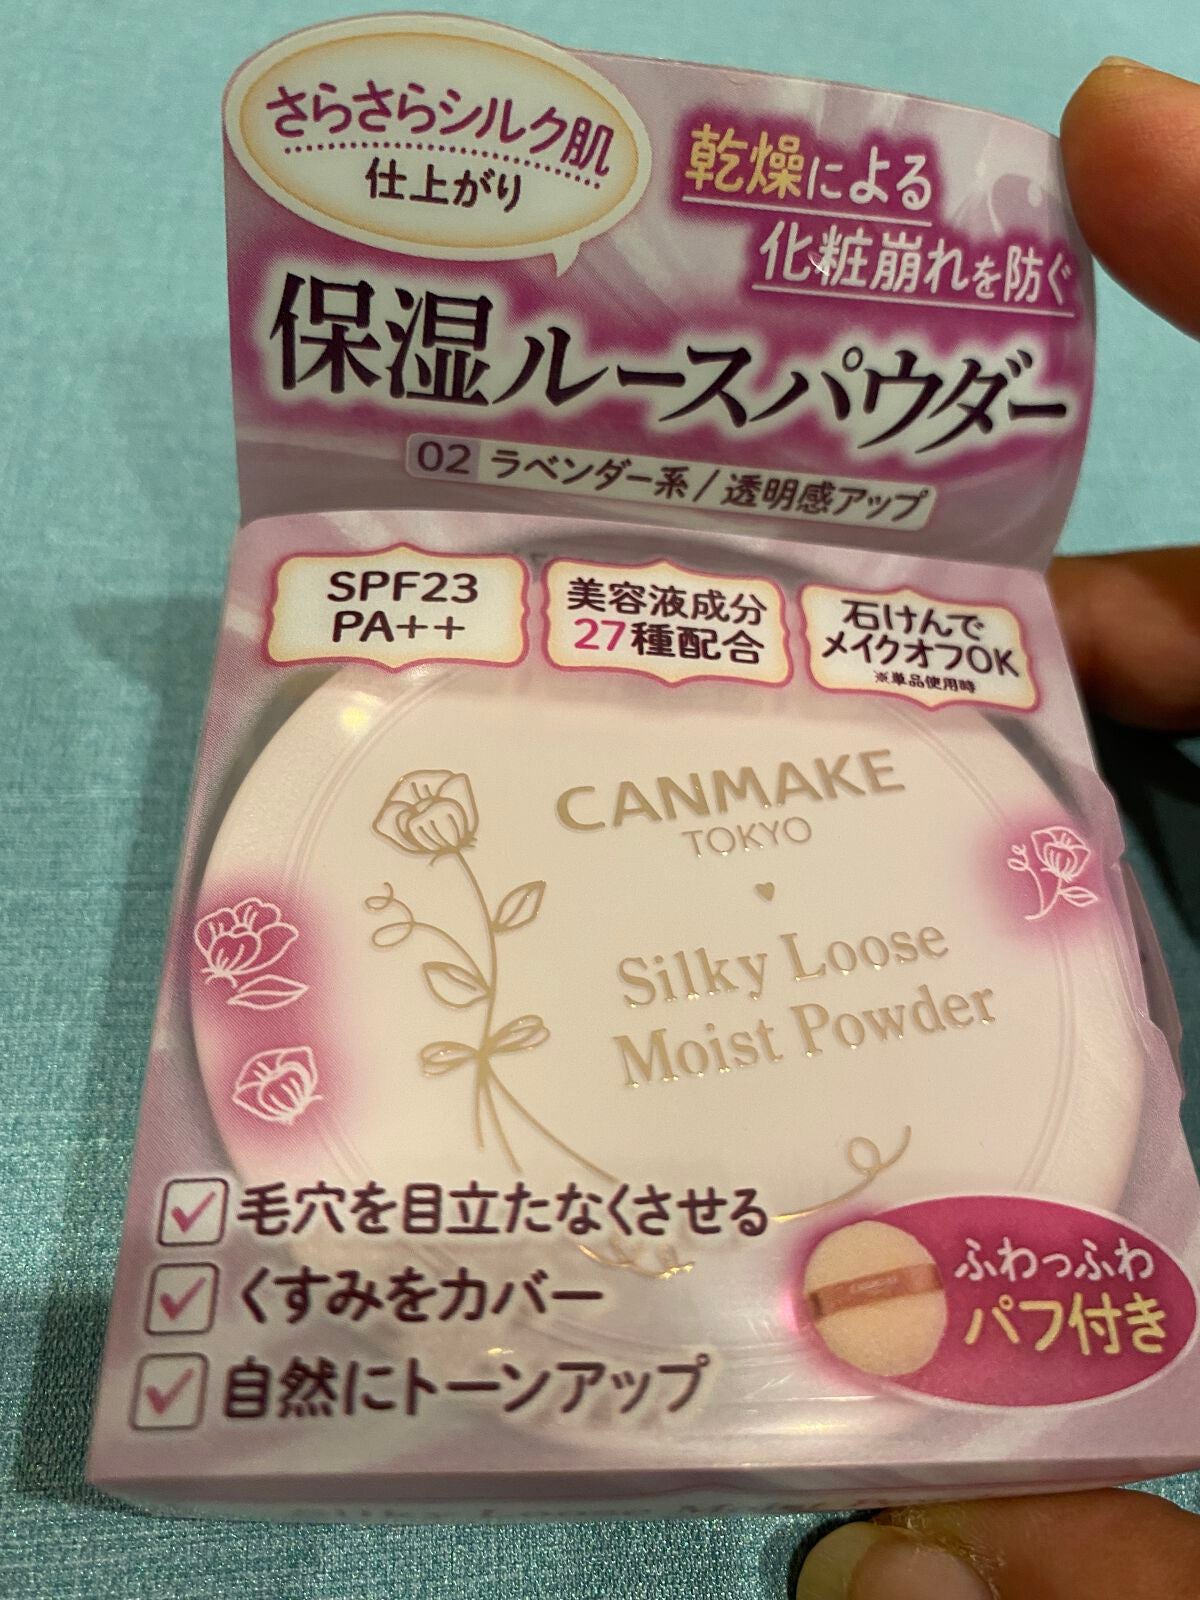 さらさらシルク肌
仕上がり
乾燥による
化粧崩れを防ぐ
保湿ルースパウダー
02 ラベンダー系/透明感アップ
SPF23
PA++
美容液成分
27種配合
石けんで
メイクオフOK
※単品使用時
CANMAKE
TOKYO
Silky Loose
Moist Powder
毛穴を目立たなくさせる
くすみをカバー
自然にトーンアップ
ふわっふわ
パフ付き